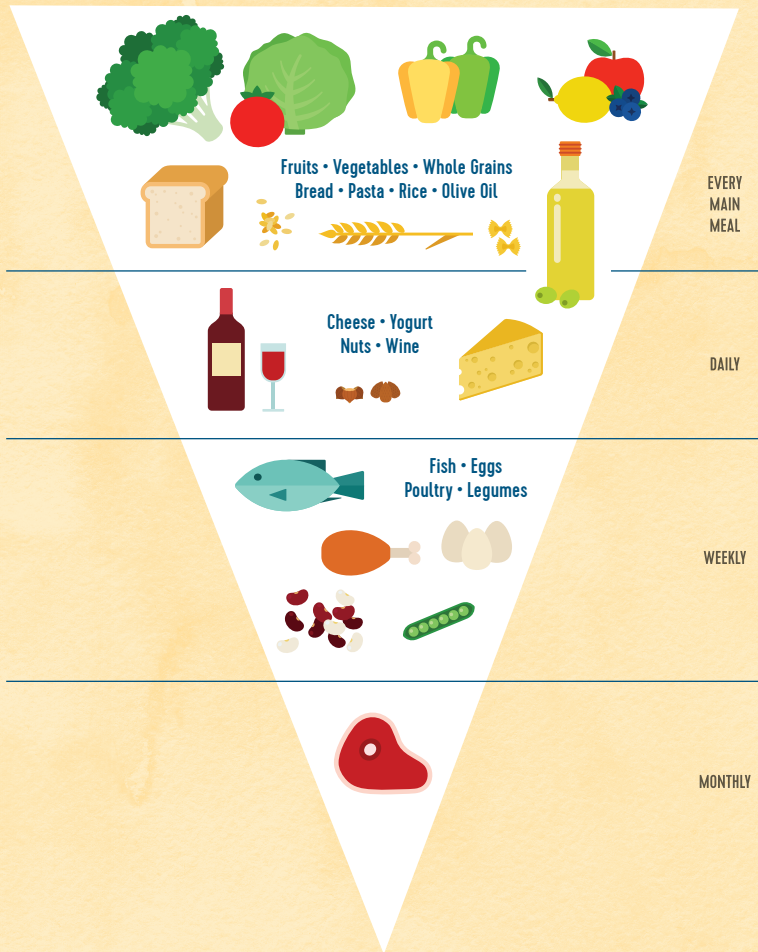 Fruits • Vegetables • Whole Grains
Bread • Pasta • Rice • Olive Oil
EVERY
MAIN
MEAL
Cheese • Yogurt
Nuts • Wine
DAILY
Fish • Eggs
Poultry • Legumes
WEEKLY
MONTHLY